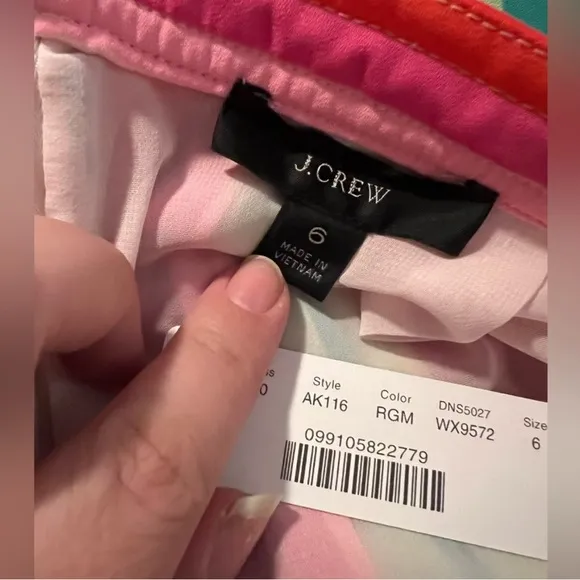 J.CREW
6
MADE IN
VIETNAM
Style Color DNS5027 Size
AK116 RGM WX9572 6
099105822779